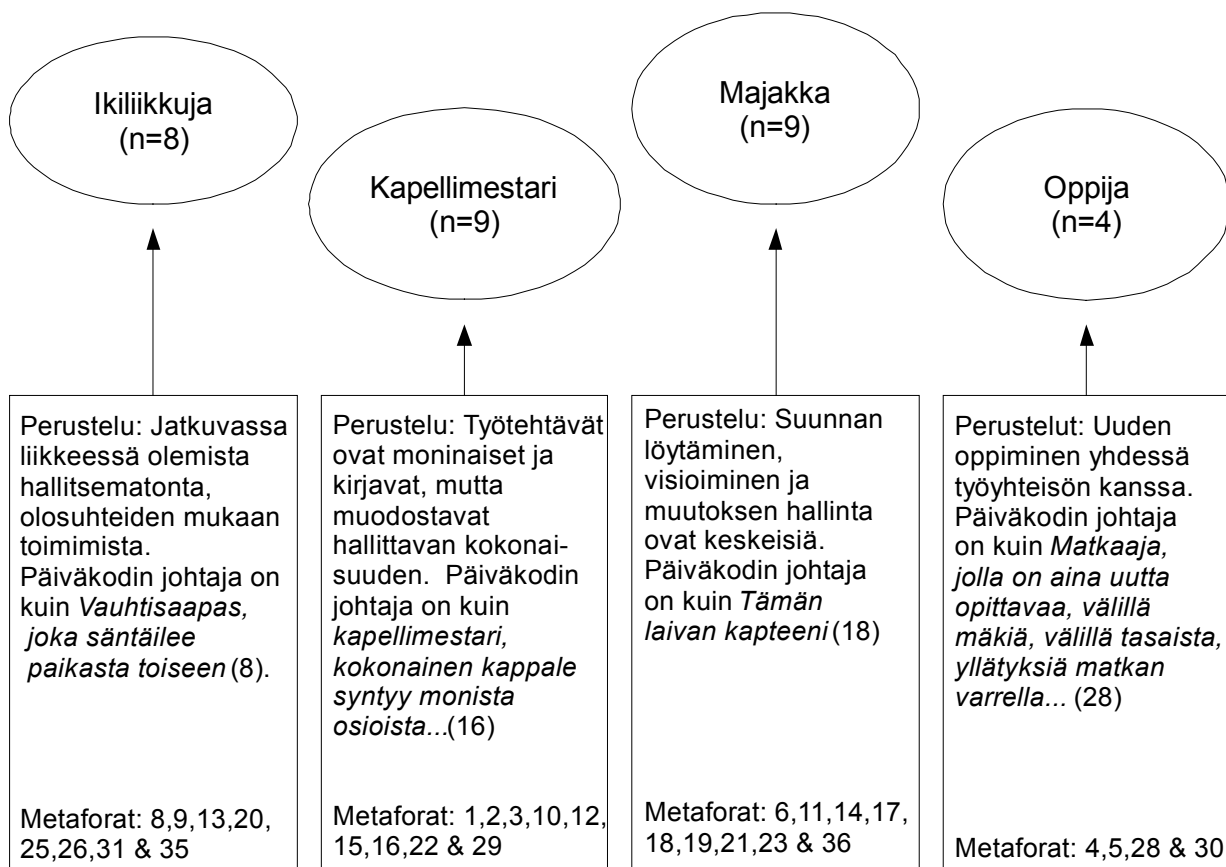 Ikiliikkuja
(n=8)
Kapellimestari
(n=9)
Majakka
(n=9)
Oppija
(n=4)
Perustelu: Jatkuvassa
liikkeessä olemista
hallitsematonta,
olosuhteiden mukaan
toimimista.
Päiväkodin johtaja on
kuin Vauhtisaapas,
joka säntäilee
paikasta toiseen (8).
Metaforat: 8,9,13,20,
25,26,31 & 35
Perustelu: Työtehtävät
ovat moninaiset ja
kirjavat, mutta
muodostavat
hallittavan kokonai-
suuden. Päiväkodin
johtaja on kuin
kapellimestari,
kokonainen kappale
syntyy monista
osioista...(16)
Metaforat: 1,2,3,10,12,
15,16,22 & 29
Perustelu: Suunnan
löytäminen,
visioiminen ja
muutoksen hallinta
ovat keskeisiä.
Päiväkodin johtaja
on kuin Tämän
laivan kapteeni (18)
Metaforat: 6,11,14,17,
18,19,21,23 & 36
Perustelut: Uuden
oppiminen yhdessä
työyhteisön kanssa.
Päiväkodin johtaja
on kuin Matkaaja,
jolla on aina uutta
opittavaa, välillä
mäkiä, välillä tasaista,
yllätyksiä matkan
varrella... (28)
Metaforat: 4,5,28 & 30